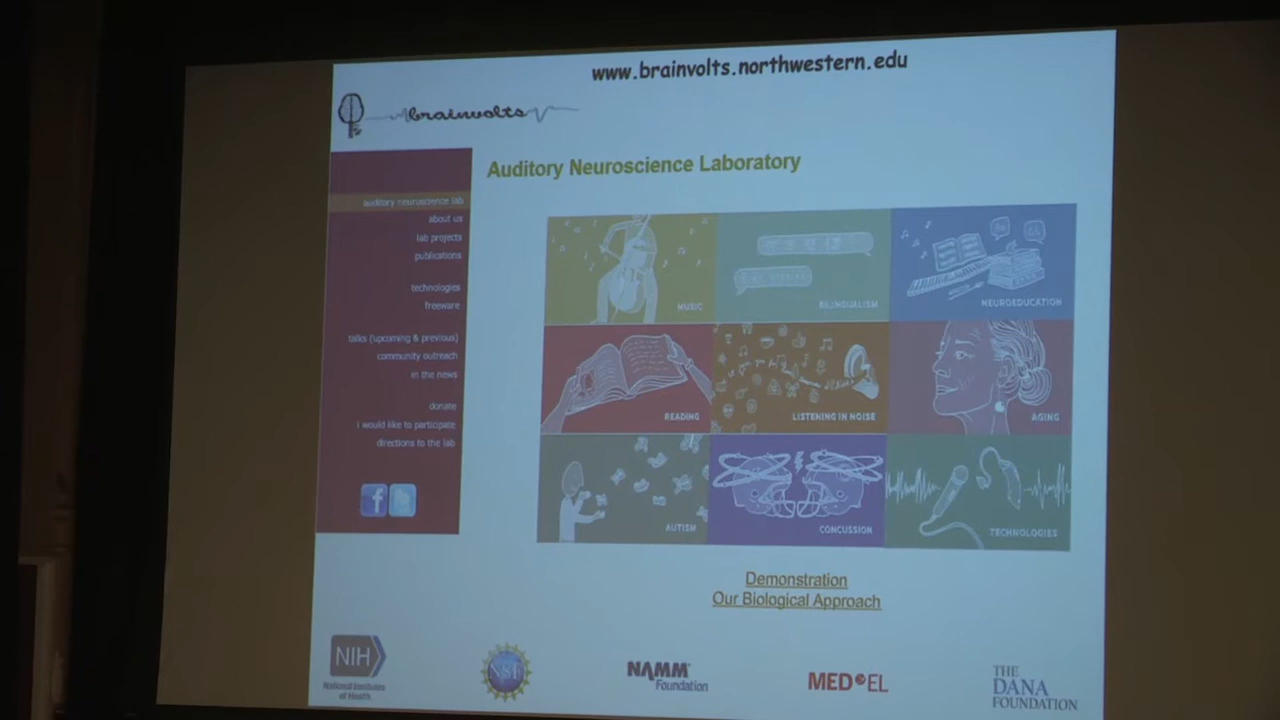 www.brainvolts.northwestern.edu
brainvolts
Auditory Neuroscience Laboratory
auditory neuroscience lab
about us
lab projects
publications
technologies
freeware
talks (upcoming & previous)
community outreach
in the news
donate
i would like to participate
directions to the lab
f
MUSIC
BILINGUALISM
NEUROEDUCATION
READING
LISTENING IN NOISE
AGING
AUTISM
CONCUSSION
TECHNOLOGIES
Demonstration
Our Biological Approach
NIH
National Institutes
of Health
NSF
NAMM
Foundation
MED EL
THE
DANA
FOUNDATION